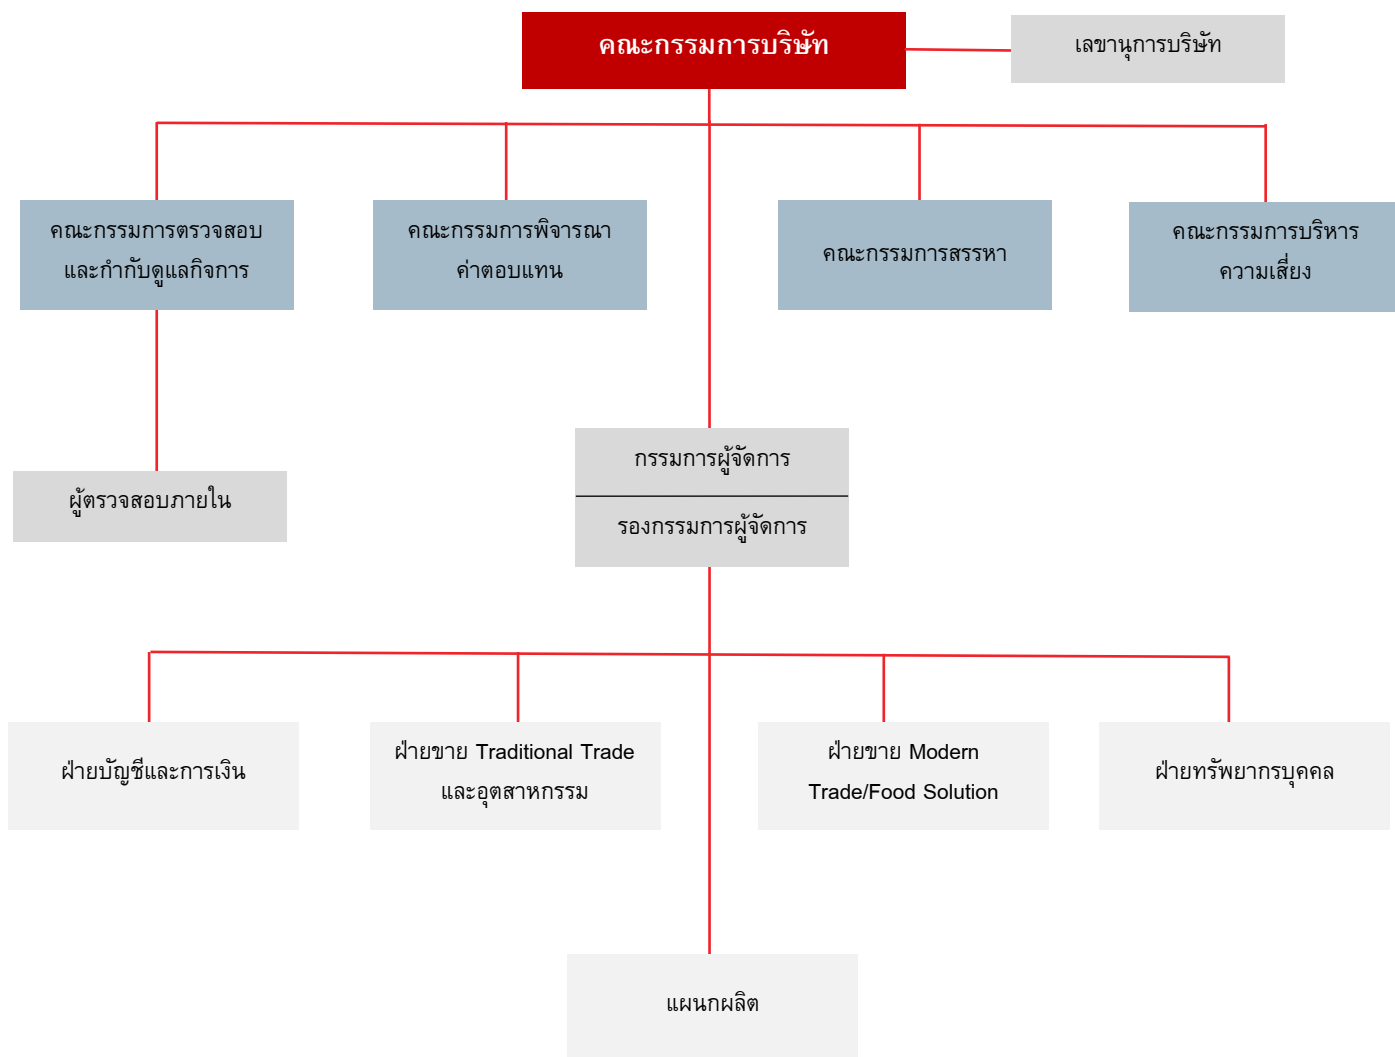 คณะกรรมการบริษัท
เลขานุการบริษัท
คณะกรรมการตรวจสอบ
และกำกับดูแลกิจการ
คณะกรรมการพิจารณา
ค่าตอบแทน
คณะกรรมการสรรหา
คณะกรรมการบริหาร
ความเสี่ยง
กรรมการผู้จัดการ
รองกรรมการผู้จัดการ
ผู้ตรวจสอบภายใน
ฝ่ายบัญชีและการเงิน
ฝ่ายขาย Traditional Trade
และอุตสาหกรรม
ฝ่ายขาย Modern
Trade/Food Solution
ฝ่ายทรัพยากรบุคคล
แผนกผลิต